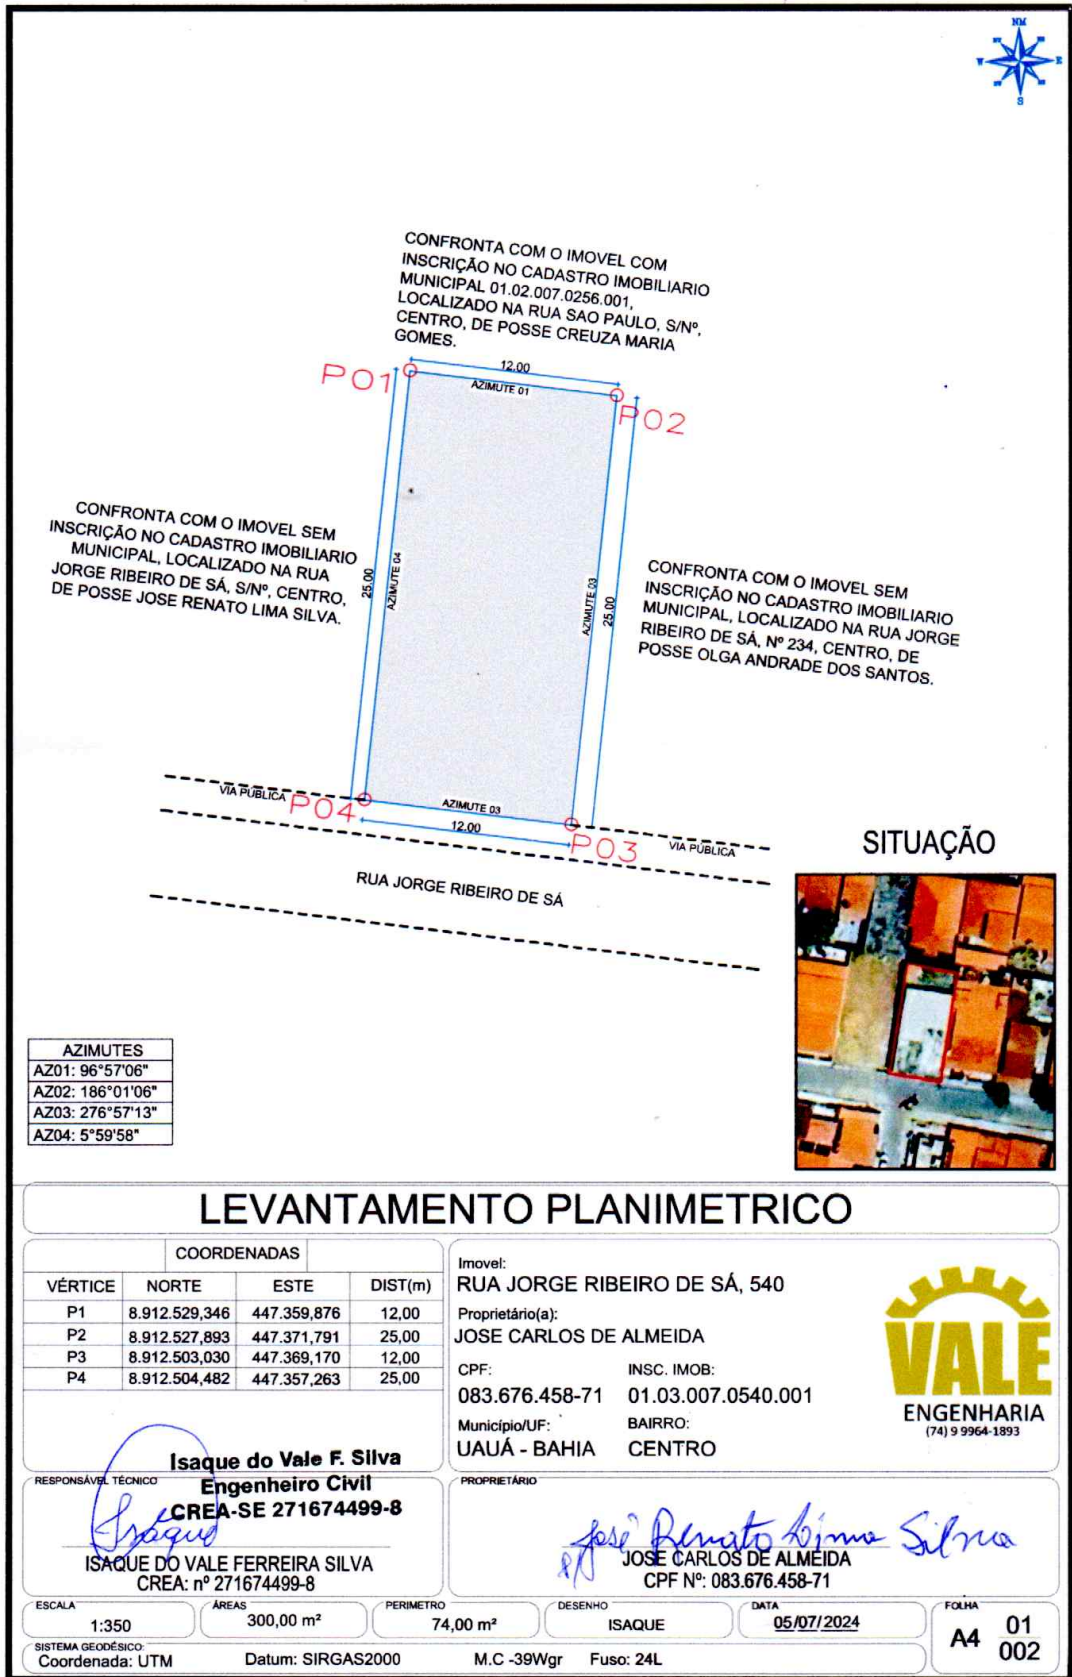 NM
W
E
S
CONFRONTA COM O IMOVEL COM
INSCRIÇÃO NO CADASTRO IMOBILIARIO
MUNICIPAL 01.02.007.0256.001,
LOCALIZADO NA RUA SAO PAULO, S/Nº,
CENTRO, DE POSSE CREUZA MARIA
GOMES.
12.00
AZIMUTE 01
P01
P02
CONFRONTA COM O IMOVEL SEM
INSCRIÇÃO NO CADASTRO IMOBILIARIO
MUNICIPAL, LOCALIZADO NA RUA
JORGE RIBEIRO DE SÁ, S/Nº, CENTRO,
DE POSSE JOSE RENATO LIMA SILVA.
25.00
AZIMUTE 04
AZIMUTE 03
25.00
CONFRONTA COM O IMOVEL SEM
INSCRIÇÃO NO CADASTRO IMOBILIARIO
MUNICIPAL, LOCALIZADO NA RUA JORGE
RIBEIRO DE SÁ, Nº 234, CENTRO, DE
POSSE OLGA ANDRADE DOS SANTOS.
VIA PÚBLICA
P04
AZIMUTE 03
12.00
P03
VIA PÚBLICA
RUA JORGE RIBEIRO DE SÁ
SITUAÇÃO
AZIMUTES
AZ01: 96°57'06"
AZ02: 186°01'06"
AZ03: 276°57'13"
AZ04: 5°59'58"
LEVANTAMENTO PLANIMETRICO
COORDENADAS
VÉRTICE NORTE ESTE DIST(m)
P1 8.912.529,346 447.359,876 12,00
P2 8.912.527,893 447.371,791 25,00
P3 8.912.503,030 447.369,170 12,00
P4 8.912.504,482 447.357,263 25,00
Imovel:
RUA JORGE RIBEIRO DE SÁ, 540
Proprietário(a):
JOSE CARLOS DE ALMEIDA
CPF: INSC. IMOB:
083.676.458-71 01.03.007.0540.001
Município/UF: BAIRRO:
UAUÁ - BAHIA CENTRO
VALE
ENGENHARIA
(74) 9 9964-1893
Isaque do Vale F. Silva
Engenheiro Civil
CREA-SE 271674499-8
RESPONSÁVEL TÉCNICO
Isaque
ISAQUE DO VALE FERREIRA SILVA
CREA: nº 271674499-8
PROPRIETÁRIO
José Renato Lima Silva
JOSE CARLOS DE ALMEIDA
CPF Nº: 083.676.458-71
ESCALA
1:350
ÁREAS
300,00 m²
PERIMETRO
74,00 m²
DESENHO
ISAQUE
DATA
05/07/2024
FOLHA
A4 01
002
SISTEMA GEODÉSICO:
Coordenada: UTM Datum: SIRGAS2000 M.C -39Wgr Fuso: 24L